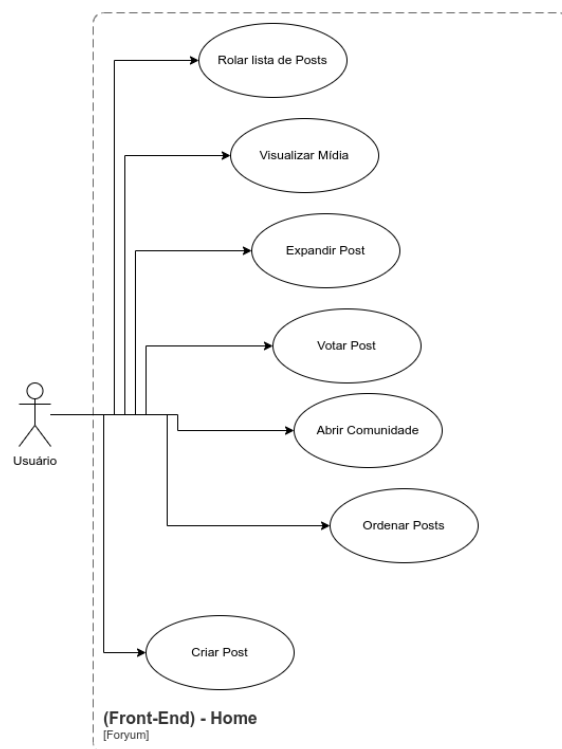 Rolar lista de Posts
Visualizar Mídia
Expandir Post
Votar Post
Abrir Comunidade
Usuário
Ordenar Posts
Criar Post
(Front-End) - Home
[Foryum]